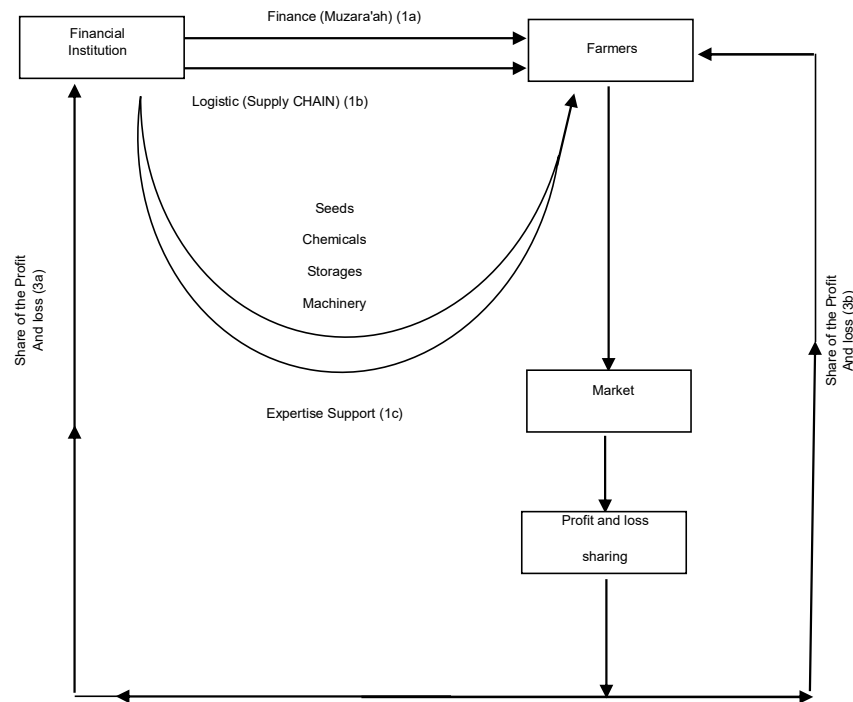 Finance (Muzara'ah) (1a)
Financial
Institution
Farmers
Logistic (Supply CHAIN) (1b)
Seeds
Chemicals
Storages
Machinery
Share of the Profit
And loss (3a)
Share of the Profit
And loss (3b)
Market
Expertise Support (1c)
Profit and loss
sharing